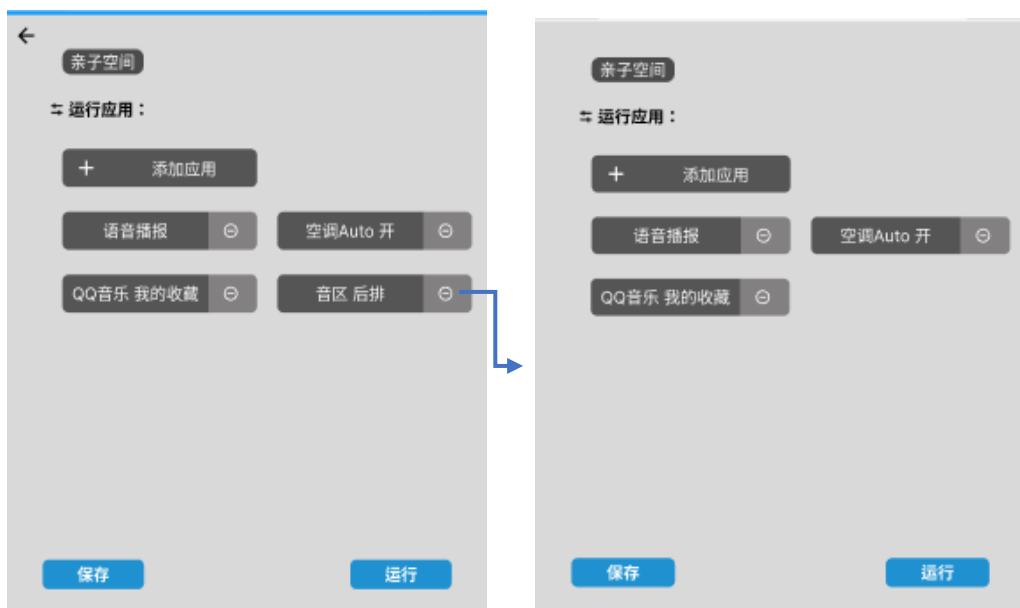 亲子空间
运行应用：
添加应用
语音播报
空调Auto 开
QQ音乐 我的收藏
音区 后排
保存
运行
亲子空间
运行应用：
添加应用
语音播报
空调Auto 开
QQ音乐 我的收藏
保存
运行